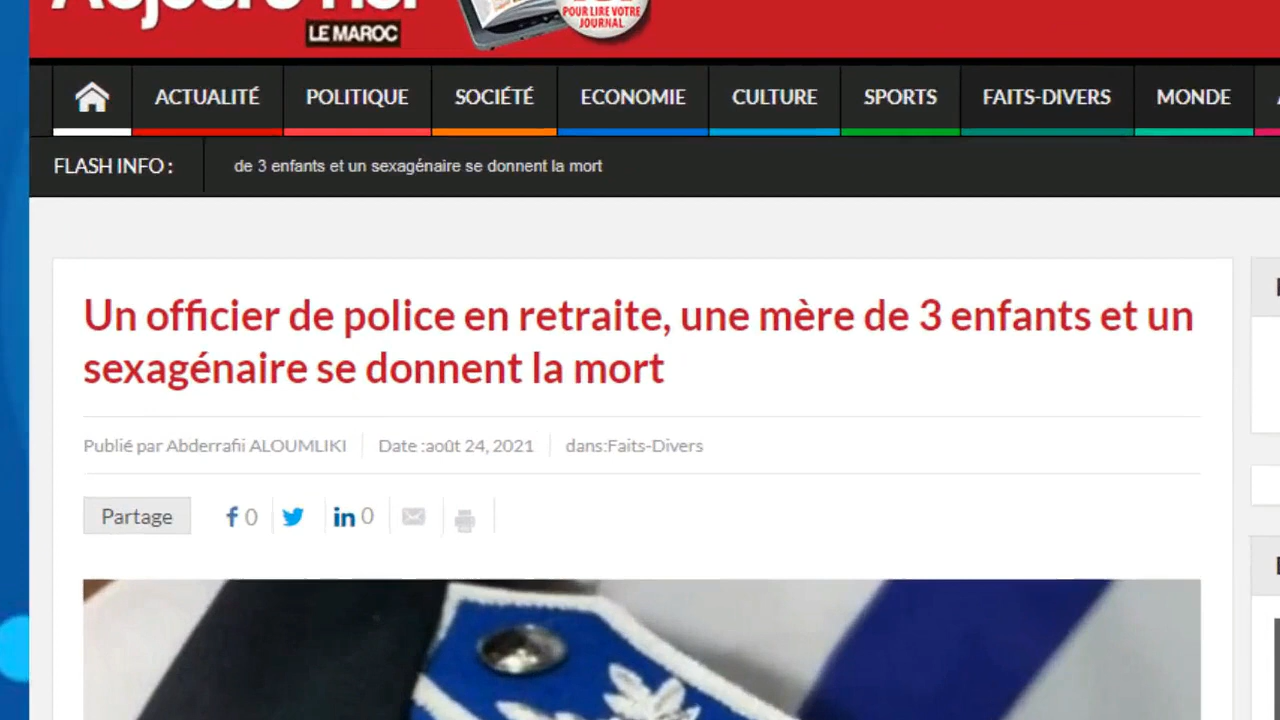 Aujourd'hui
LE MAROC
POUR LIRE VOTRE
JOURNAL
ACTUALITÉ POLITIQUE SOCIÉTÉ ECONOMIE CULTURE SPORTS FAITS-DIVERS MONDE
FLASH INFO : de 3 enfants et un sexagénaire se donnent la mort
Un officier de police en retraite, une mère de 3 enfants et un
sexagénaire se donnent la mort
Publié par Abderrafii ALOUMLIKI Date :août 24, 2021 dans:Faits-Divers
Partage f 0 in 0